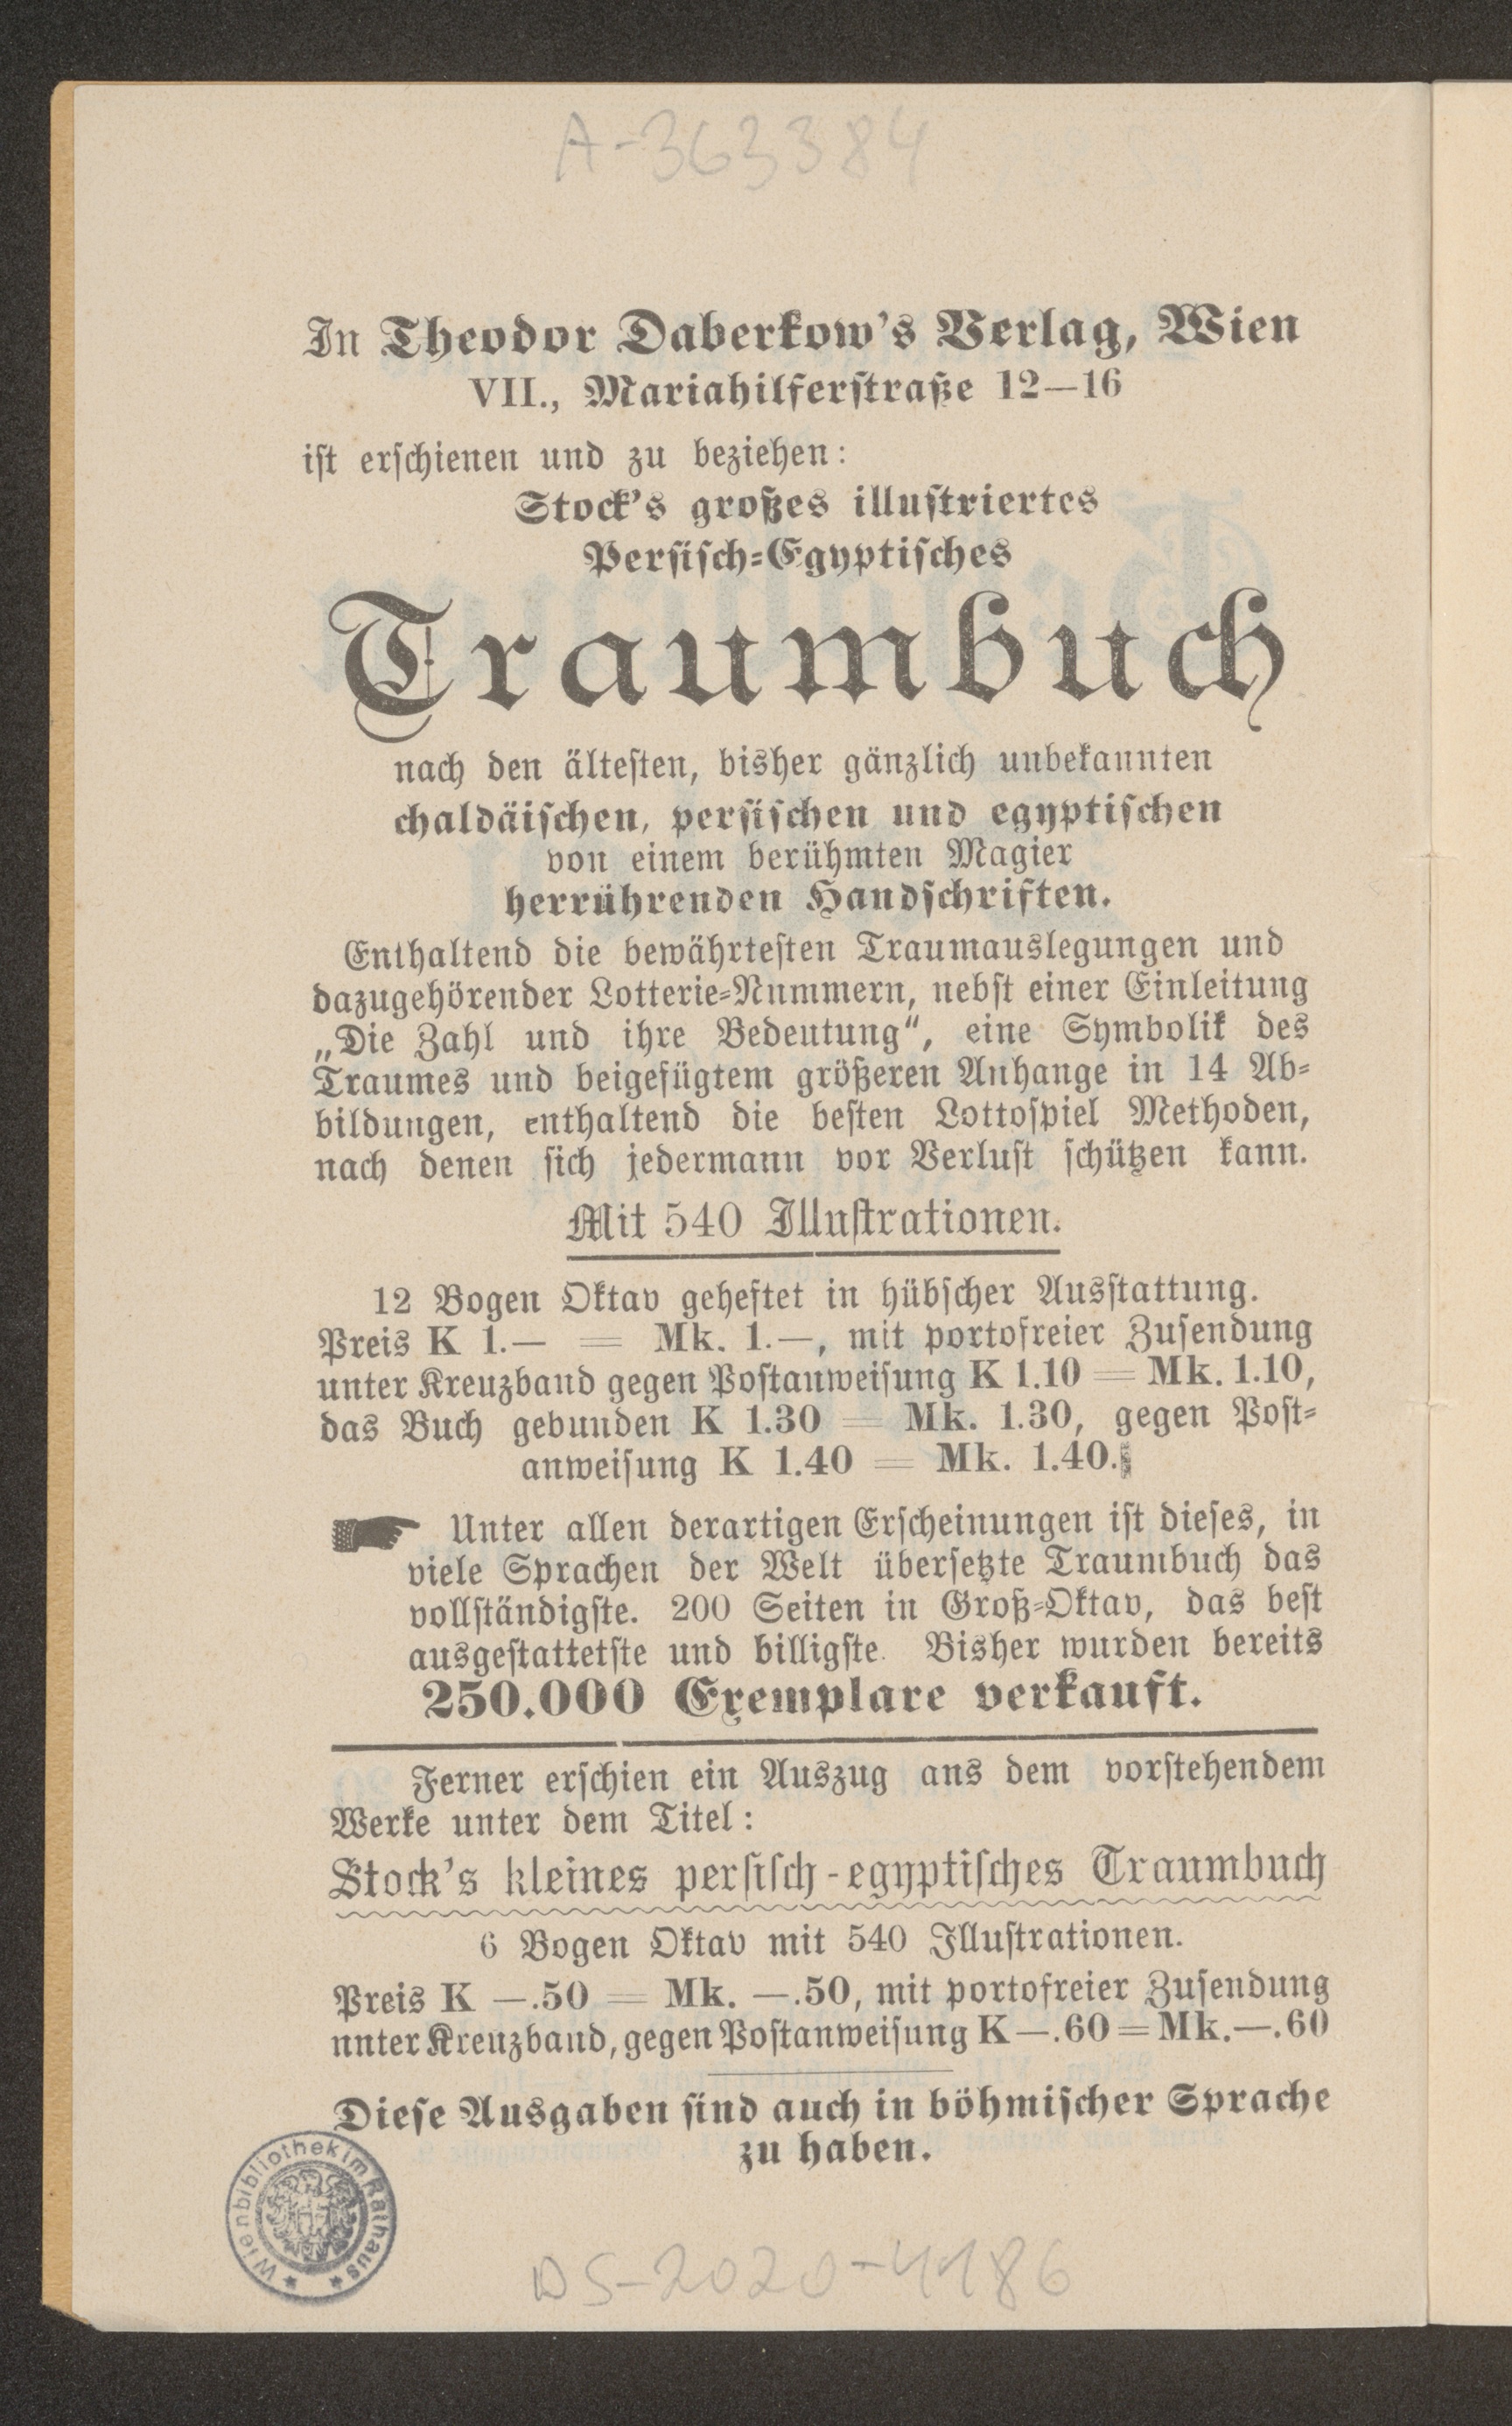 A-363384
In Theodor Daberkow's Verlag, Wien
VII., Mariahilferstraße 12—16
ist erschienen und zu beziehen:
Stock's großes illustriertes
Persisch-Egyptisches
Traumbuch
nach den ältesten, bisher gänzlich unbekannten
chaldäischen, persischen und egyptischen
von einem berühmten Magier
herrührenden Handschriften.
Enthaltend die bewährtesten Traumauslegungen und
dazugehörender Lotterie-Nummern, nebst einer Einleitung
„Die Zahl und ihre Bedeutung“, eine Symbolik des
Traumes und beigefügtem größeren Anhange in 14 Ab-
bildungen, enthaltend die besten Lottospiel Methoden,
nach denen sich jedermann vor Verlust schützen kann.
Mit 540 Illustrationen.
12 Bogen Oktav geheftet in hübscher Ausstattung.
Preis K 1.— = Mk. 1.—, mit portofreier Zusendung
unter Kreuzband gegen Postanweisung K 1.10 = Mk. 1.10,
das Buch gebunden K 1.30 = Mk. 1.30, gegen Post-
anweisung K 1.40 = Mk. 1.40.
Unter allen derartigen Erscheinungen ist dieses, in
viele Sprachen der Welt übersetzte Traumbuch das
vollständigste. 200 Seiten in Groß-Oktav, das best
ausgestattetste und billigste. Bisher wurden bereits
250.000 Exemplare verkauft.
Ferner erschien ein Auszug ans dem vorstehendem
Werke unter dem Titel:
Stock's kleines persisch-egyptisches Traumbuch
6 Bogen Oktav mit 540 Illustrationen.
Preis K —.50 = Mk. —.50, mit portofreier Zusendung
nnter Kreuzband, gegen Postanweisung K —.60 = Mk. —.60
Diese Ausgaben sind auch in böhmischer Sprache
zu haben.
Wienbibliothek im Rathaus
DS-2020-4186